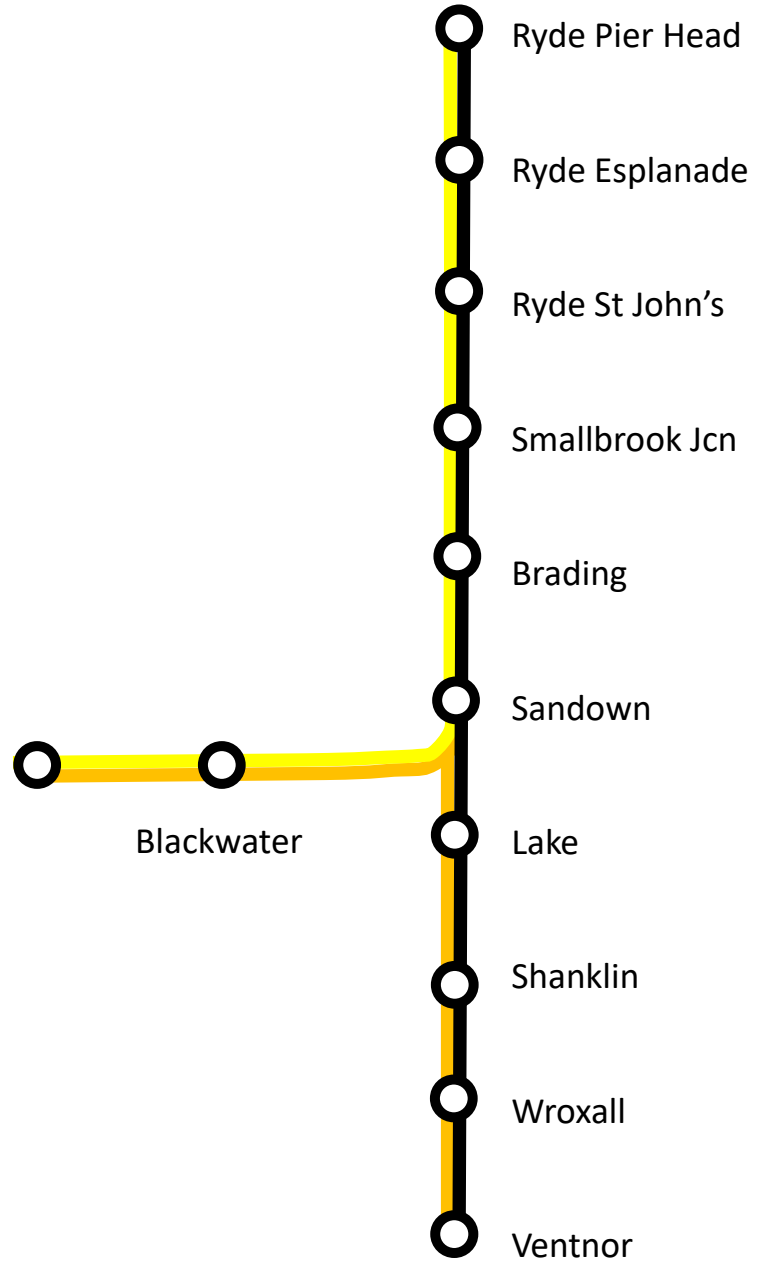 Ryde Pier Head
Ryde Esplanade
Ryde St John’s
Smallbrook Jcn
Brading
Sandown
Blackwater
Lake
Shanklin
Wroxall
Ventnor